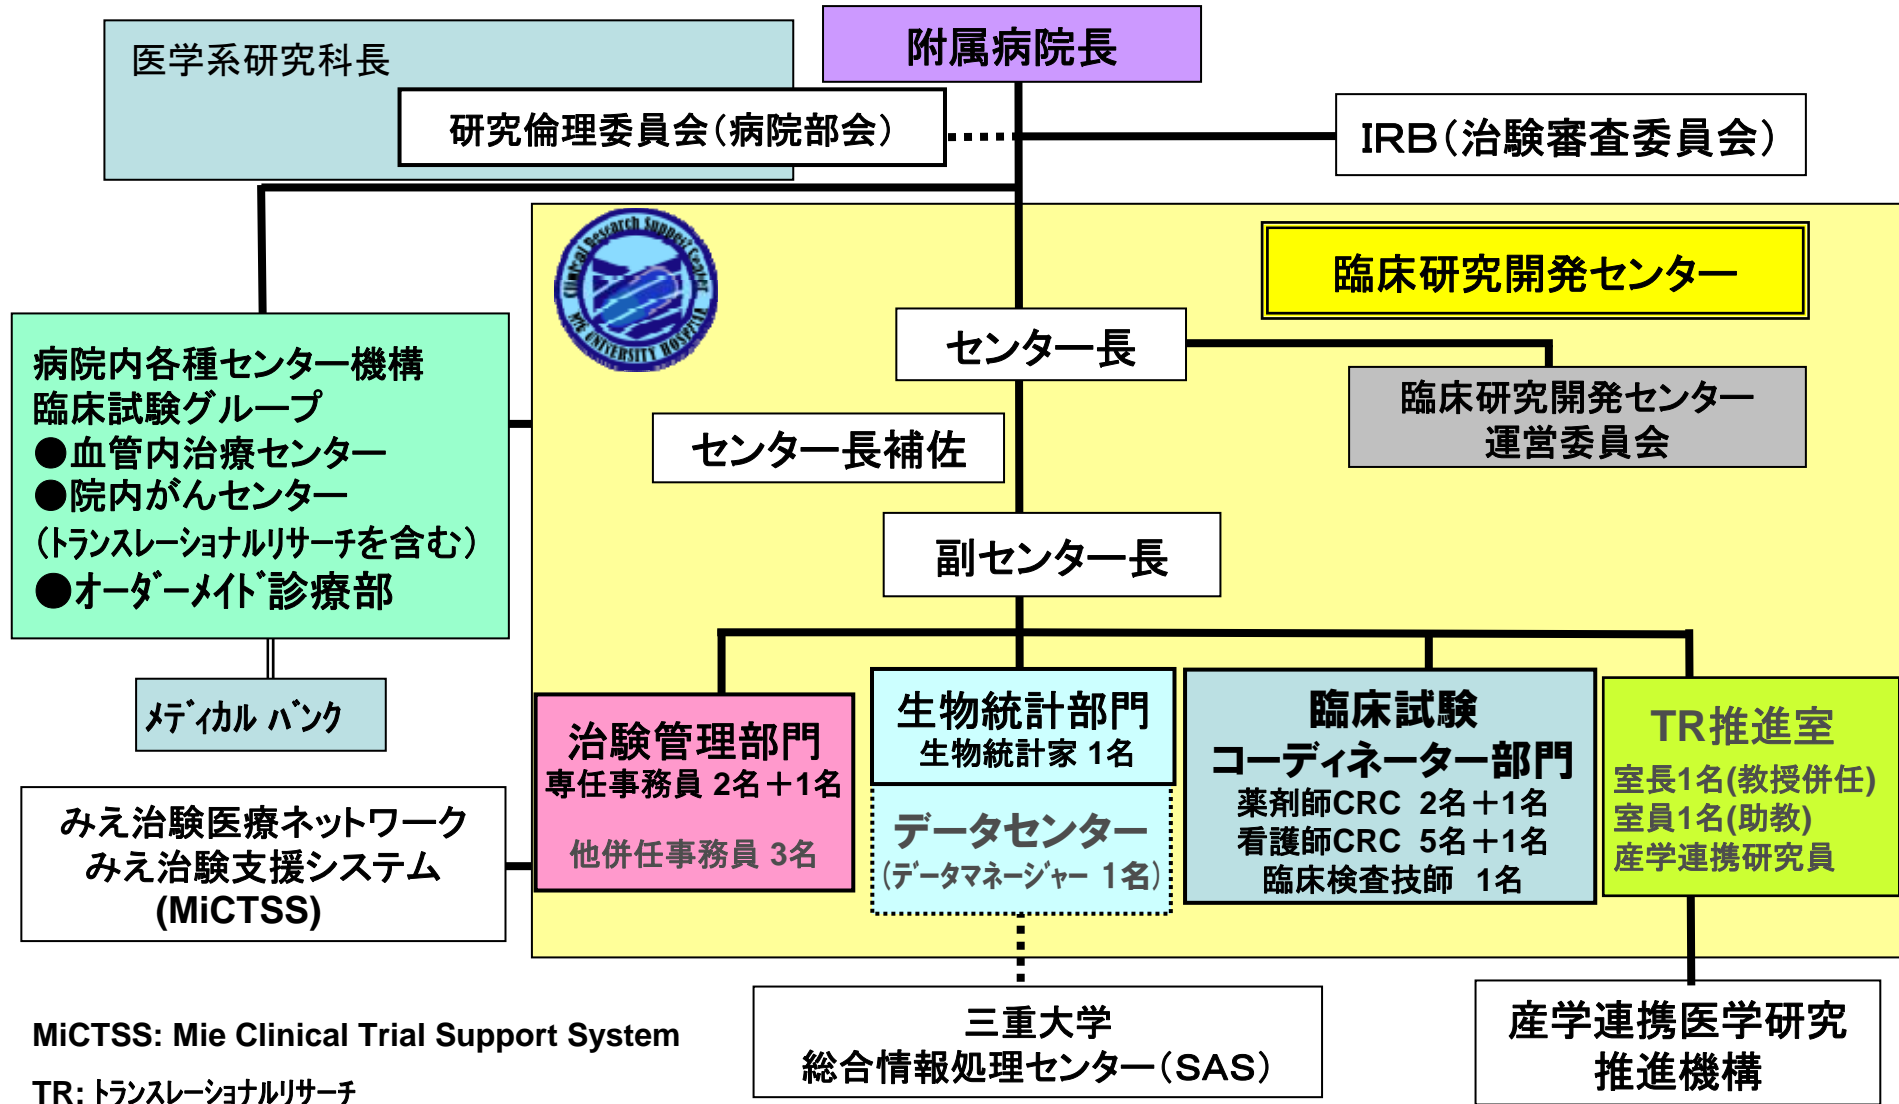 医学系研究科長
附属病院長
研究倫理委員会(病院部会)
IRB(治験審査委員会)
臨床研究開発センター
Clinical Research Support Center
MIE UNIVERSITY HOSPITAL
センター長
臨床研究開発センター
運営委員会
センター長補佐
副センター長
病院内各種センター機構
臨床試験グループ
●血管内治療センター
●院内がんセンター
(トランスレーショナルリサーチを含む)
●オーダーメイド診療部
メディカル バンク
みえ治験医療ネットワーク
みえ治験支援システム
(MiCTSS)
治験管理部門
専任事務員 2名+1名
他併任事務員 3名
生物統計部門
生物統計家 1名
データセンター
(データマネージャー 1名)
臨床試験
コーディネーター部門
薬剤師CRC 2名+1名
看護師CRC 5名+1名
臨床検査技師 1名
TR推進室
室長1名(教授併任)
室員1名(助教)
産学連携研究員
三重大学
総合情報処理センター(SAS)
産学連携医学研究
推進機構
MiCTSS: Mie Clinical Trial Support System
TR: トランスレーショナルリサーチ